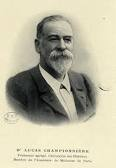 Dr LUCAS CHAMPIONNIÈRE
Professeur agrégé, Chirurgien des Hôpitaux
Membre de l'Académie de Médecine de Paris